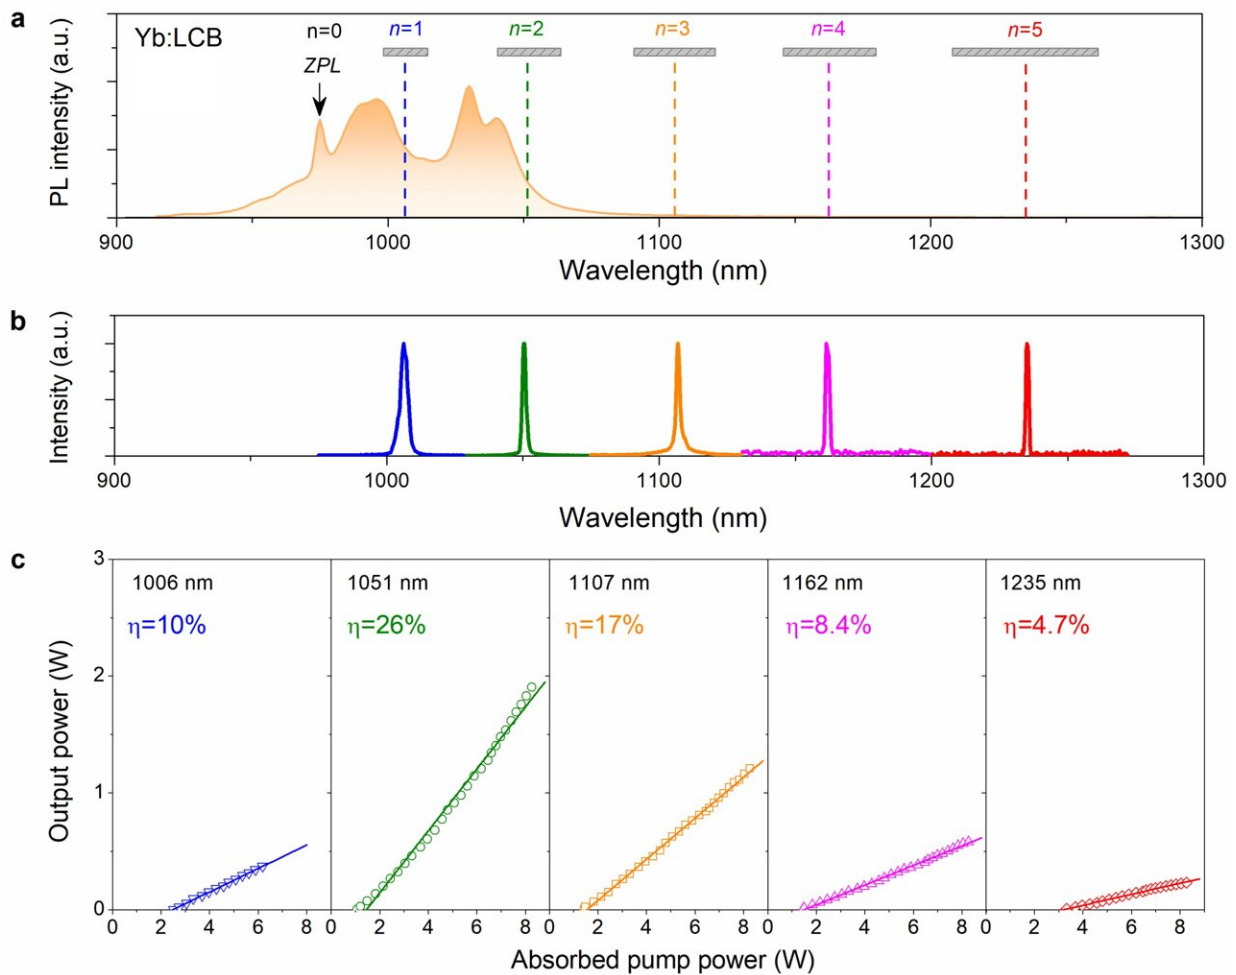 a
PL intensity (a.u.)
Yb:LCB
n=0
n=1
n=2
n=3
n=4
n=5
ZPL
900
1000
1100
1200
1300
Wavelength (nm)
b
Intensity (a.u.)
900
1000
1100
1200
1300
Wavelength (nm)
c
Output power (W)
3
2
1
0
1006 nm
η=10%
1051 nm
η=26%
1107 nm
η=17%
1162 nm
η=8.4%
1235 nm
η=4.7%
0 2 4 6 8 0 2 4 6 8 0 2 4 6 8 0 2 4 6 8 0 2 4 6 8
Absorbed pump power (W)